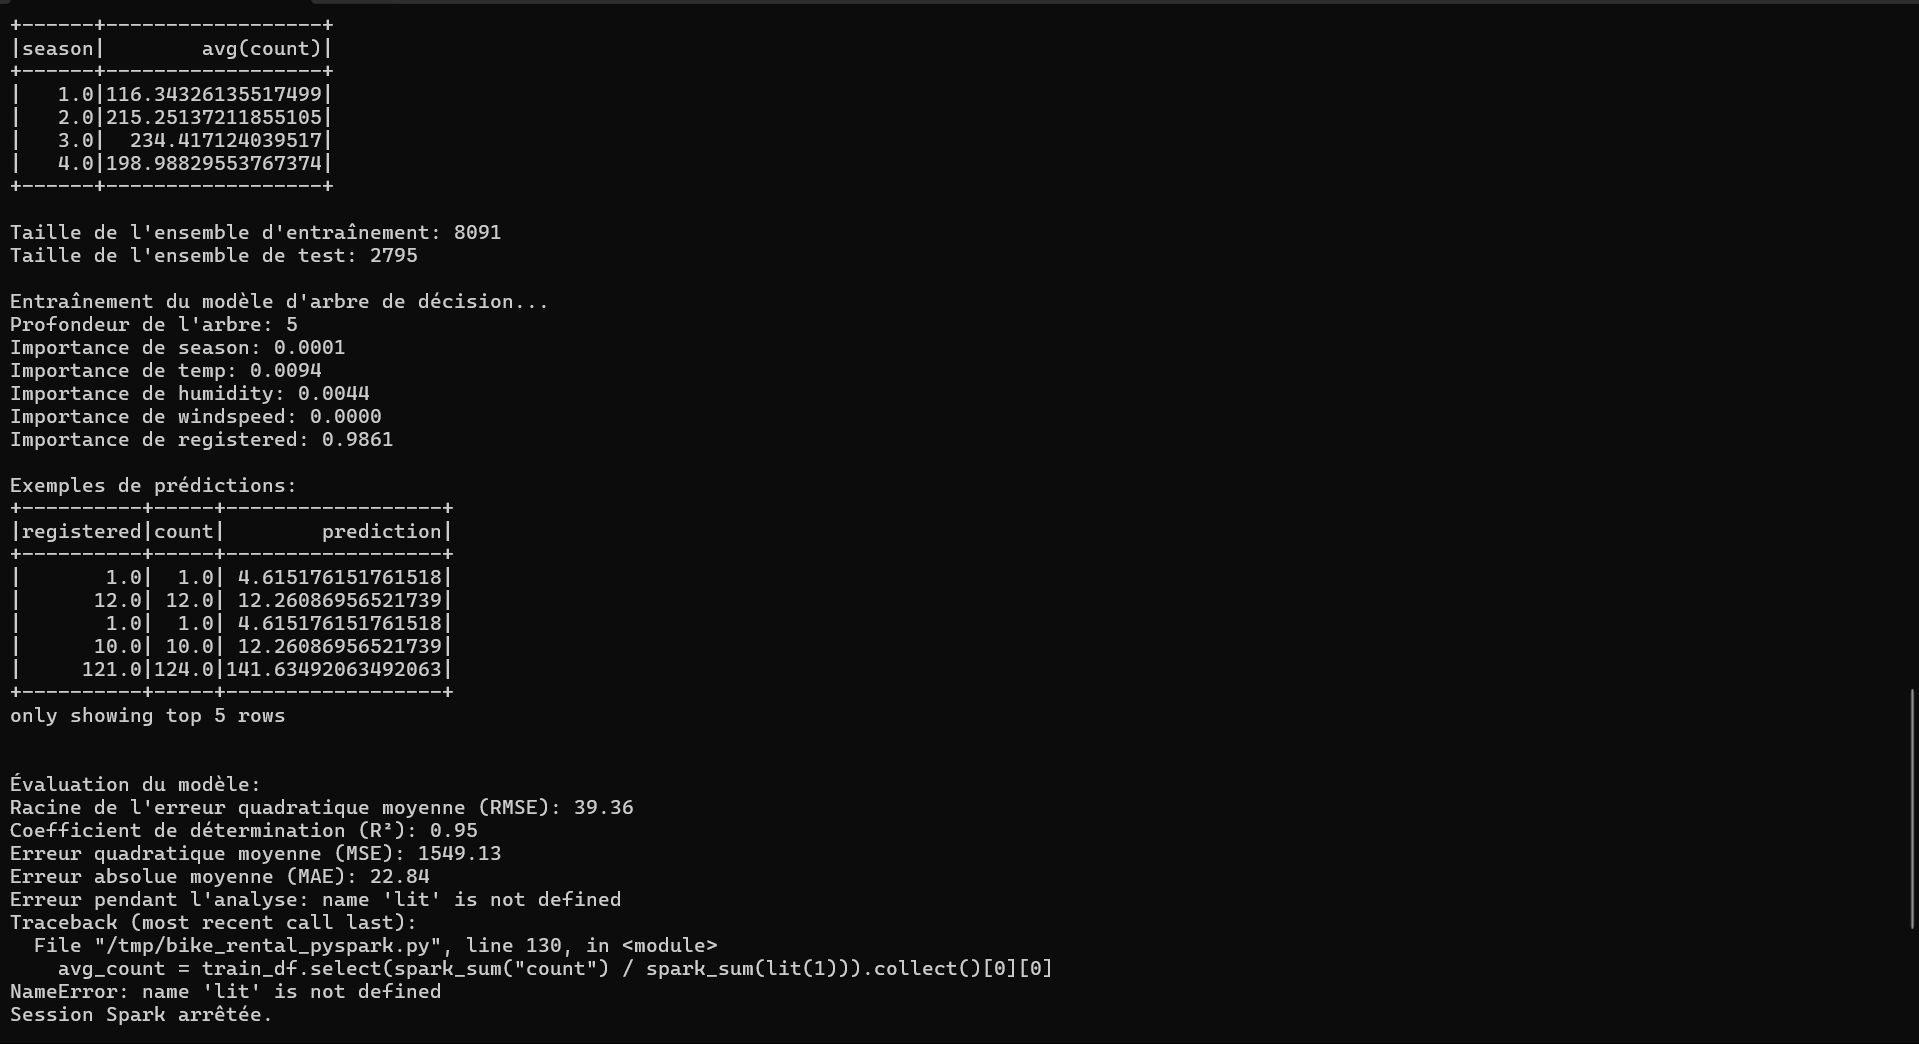 +------+------------------+
|season|        avg(count)|
+------+------------------+
|   1.0|116.34326135517499|
|   2.0|215.25137211855105|
|   3.0|  234.417124039517|
|   4.0|198.98829553767374|
+------+------------------+
Taille de l'ensemble d'entraînement: 8091
Taille de l'ensemble de test: 2795
Entraînement du modèle d'arbre de décision...
Profondeur de l'arbre: 5
Importance de season: 0.0001
Importance de temp: 0.0094
Importance de humidity: 0.0044
Importance de windspeed: 0.0000
Importance de registered: 0.9861
Exemples de prédictions:
+----------+-----+------------------+
|registered|count|        prediction|
+----------+-----+------------------+
|       1.0|  1.0| 4.615176151761518|
|      12.0| 12.0| 12.26086956521739|
|       1.0|  1.0| 4.615176151761518|
|      10.0| 10.0| 12.26086956521739|
|     121.0|124.0|141.63492063492063|
+----------+-----+------------------+
only showing top 5 rows
Évaluation du modèle:
Racine de l'erreur quadratique moyenne (RMSE): 39.36
Coefficient de détermination (R²): 0.95
Erreur quadratique moyenne (MSE): 1549.13
Erreur absolue moyenne (MAE): 22.84
Erreur pendant l'analyse: name 'lit' is not defined
Traceback (most recent call last):
  File "/tmp/bike_rental_pyspark.py", line 130, in <module>
    avg_count = train_df.select(spark_sum("count") / spark_sum(lit(1))).collect()[0][0]
NameError: name 'lit' is not defined
Session Spark arrêtée.